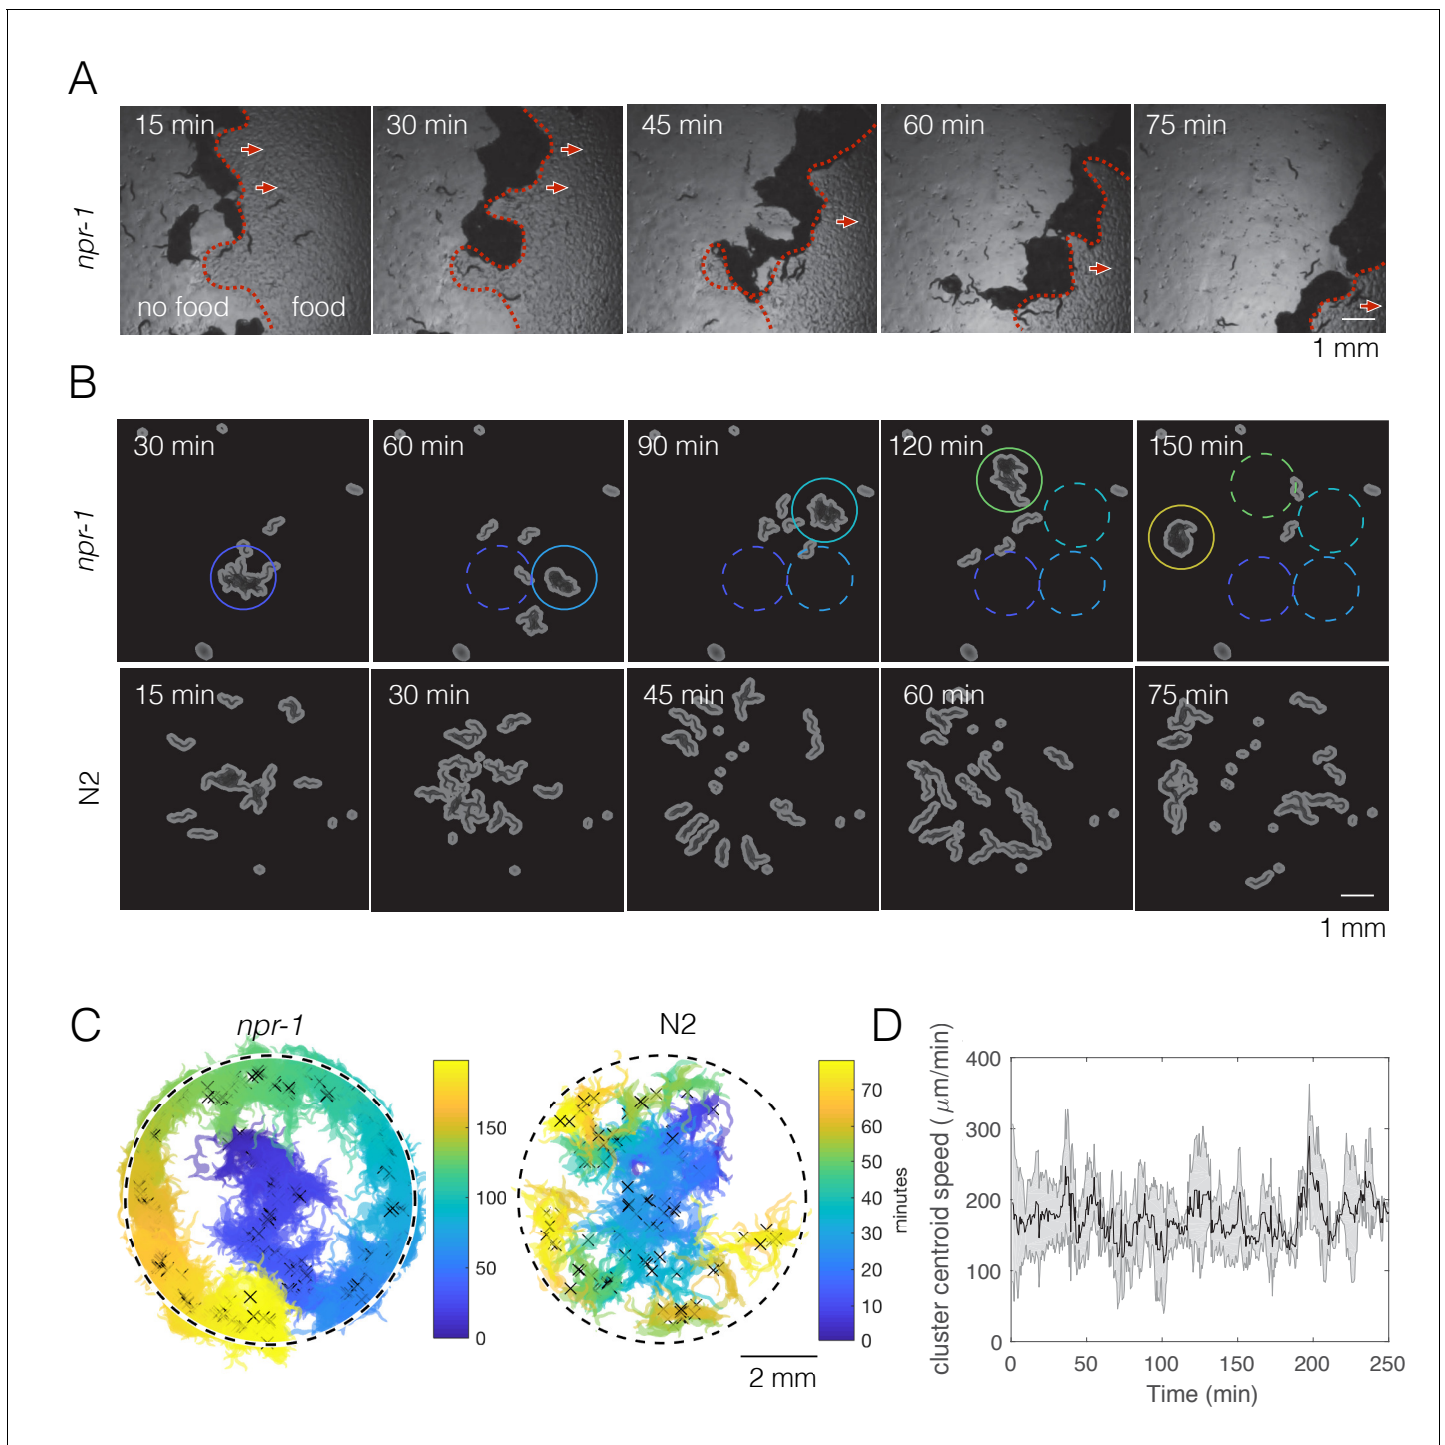 A
npr-1
15 min
30 min
45 min
60 min
75 min
no food
food
1 mm
B
npr-1
30 min
60 min
90 min
120 min
150 min
N2
15 min
30 min
45 min
60 min
75 min
1 mm
C
npr-1
150
100
50
0
N2
70
60
50
40
30
20
10
0
minutes
2 mm
D
cluster centroid speed ( μm/min)
400
300
200
100
0
0 50 100 150 200 250
Time (min)